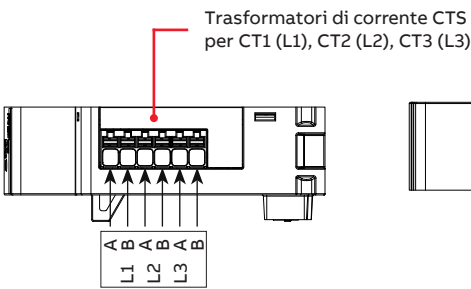 Trasformatori di corrente CTS
per CT1 (L1), CT2 (L2), CT3 (L3)
A B A B A B
L1 L2 L3